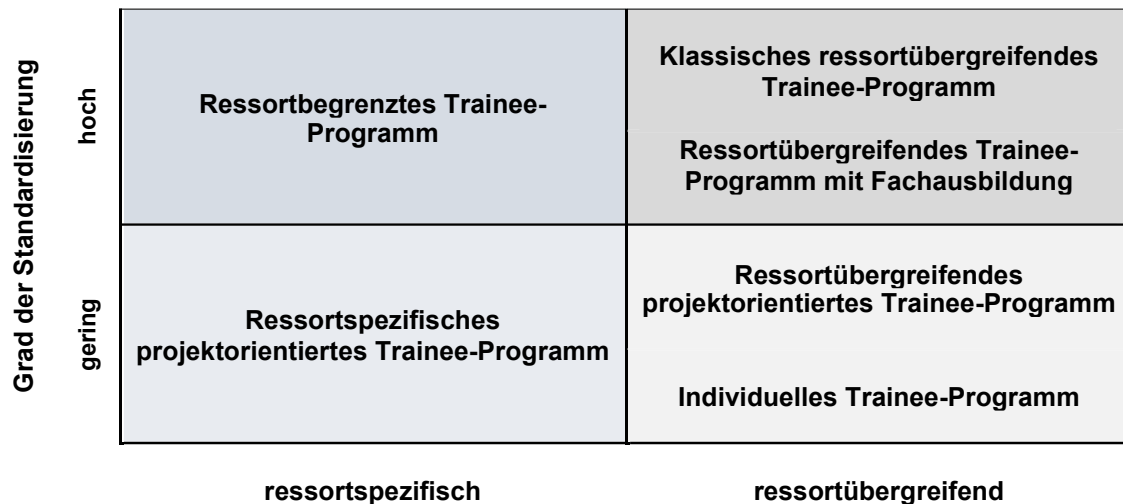 Grad der Standardisierung
hoch
Ressortbegrenztes Trainee-
Programm
Klassisches ressortübergreifendes
Trainee-Programm
Ressortübergreifendes Trainee-
Programm mit Fachausbildung
gering
Ressortspezifisches
projektorientiertes Trainee-Programm
Ressortübergreifendes
projektorientiertes Trainee-Programm
Individuelles Trainee-Programm
ressortspezifisch
ressortübergreifend